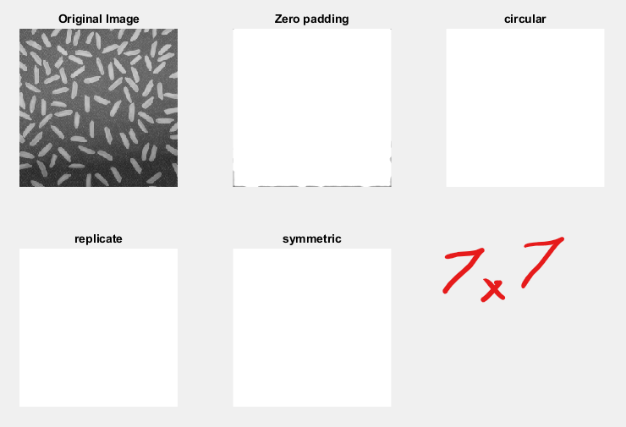 Original Image
Zero padding
circular
replicate
symmetric
7x7